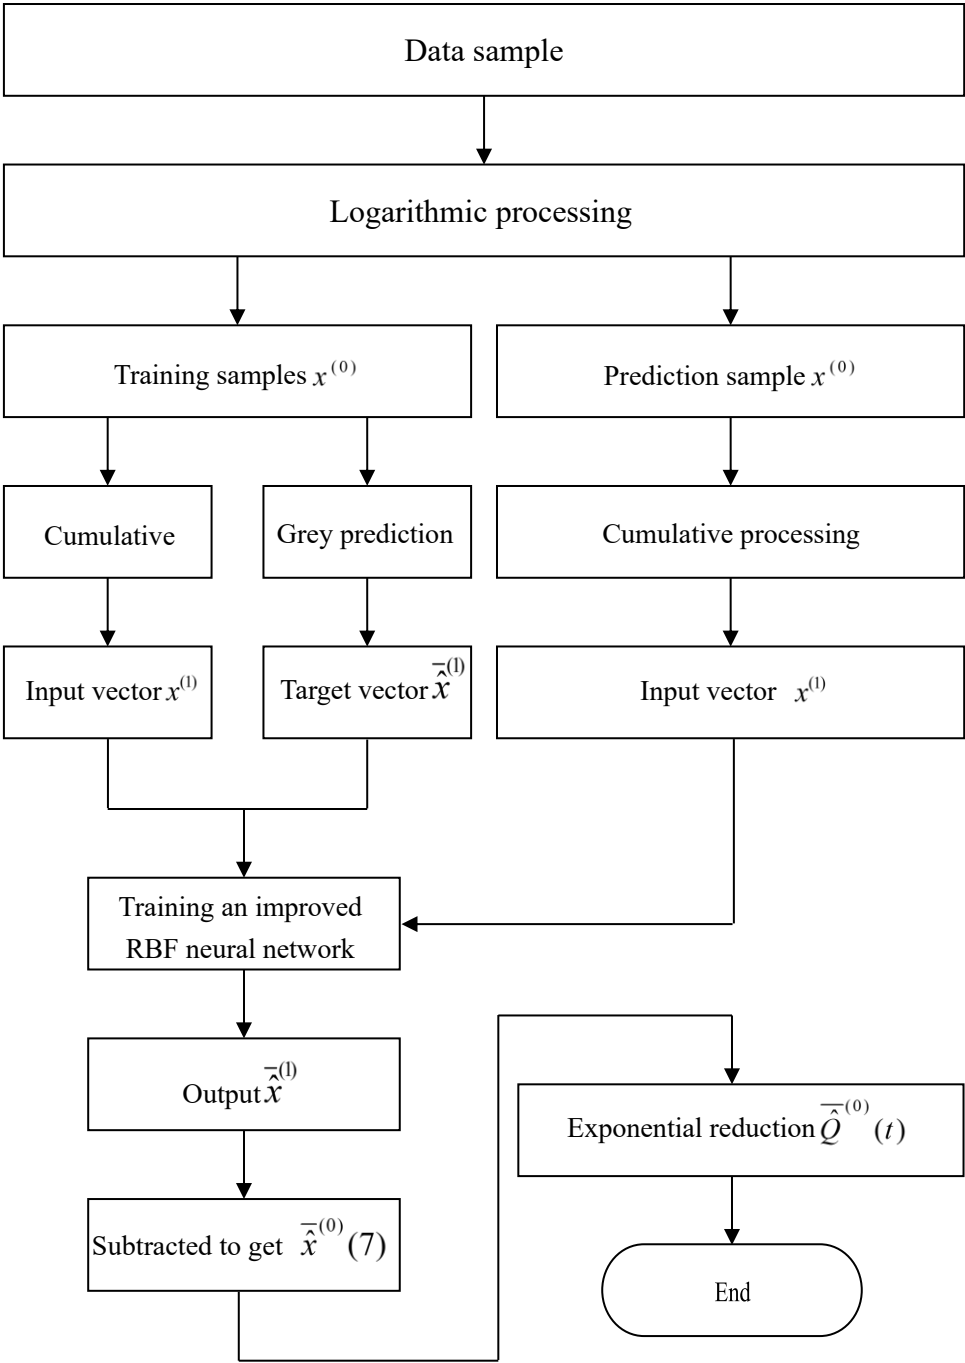 Data sample
Logarithmic processing
Training samples x⁽⁰⁾
Prediction sample x⁽⁰⁾
Cumulative
Grey prediction
Cumulative processing
Input vector x⁽¹⁾
Target vector x̂̅⁽¹⁾
Input vector x⁽¹⁾
Training an improved
RBF neural network
Output x̂̅⁽¹⁾
Exponential reduction Q̂̅⁽⁰⁾(t)
Subtracted to get x̂̅⁽⁰⁾(7)
End